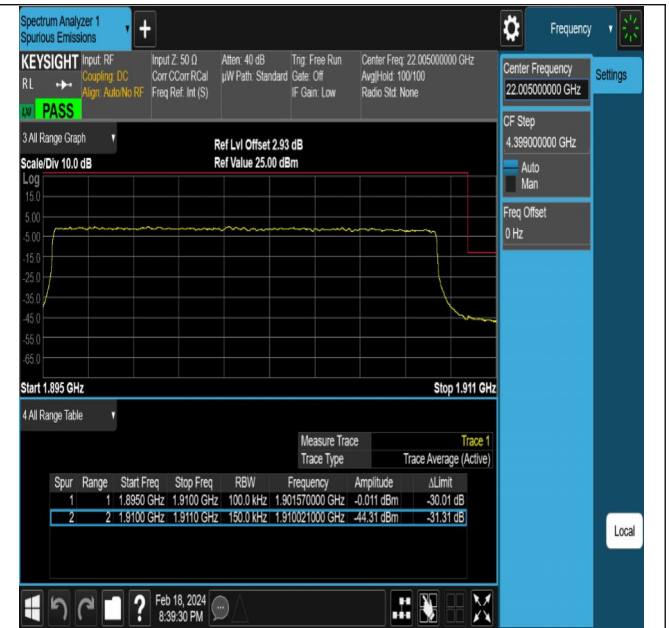 Spectrum Analyzer 1
Spurious Emissions
Frequency
KEYSIGHT Input: RF Input Z: 50 Ω Atten: 40 dB Trig: Free Run Center Freq: 22.005000000 GHz
RL Coupling: DC Corr CCorr RCal µW Path: Standard Gate: Off Avg|Hold: 100/100
Align: Auto/No RF Freq Ref: Int (S) IF Gain: Low Radio Std: None
LXI PASS
Center Frequency
22.005000000 GHz
Settings
CF Step
4.399000000 GHz
Auto
Man
Freq Offset
0 Hz
3 All Range Graph
Ref Lvl Offset 2.93 dB
Scale/Div 10.0 dB Ref Value 25.00 dBm
Log
15.0
5.00
-5.00
-15.0
-25.0
-35.0
-45.0
-55.0
-65.0
Start 1.895 GHz Stop 1.911 GHz
4 All Range Table
Measure Trace Trace 1
Trace Type Trace Average (Active)
Spur Range Start Freq Stop Freq RBW Frequency Amplitude ΔLimit
1 1 1.8950 GHz 1.9100 GHz 100.0 kHz 1.901570000 GHz -0.011 dBm -30.01 dB
2 2 1.9100 GHz 1.9110 GHz 150.0 kHz 1.910021000 GHz -44.31 dBm -31.31 dB
Local
Feb 18, 2024
8:39:30 PM